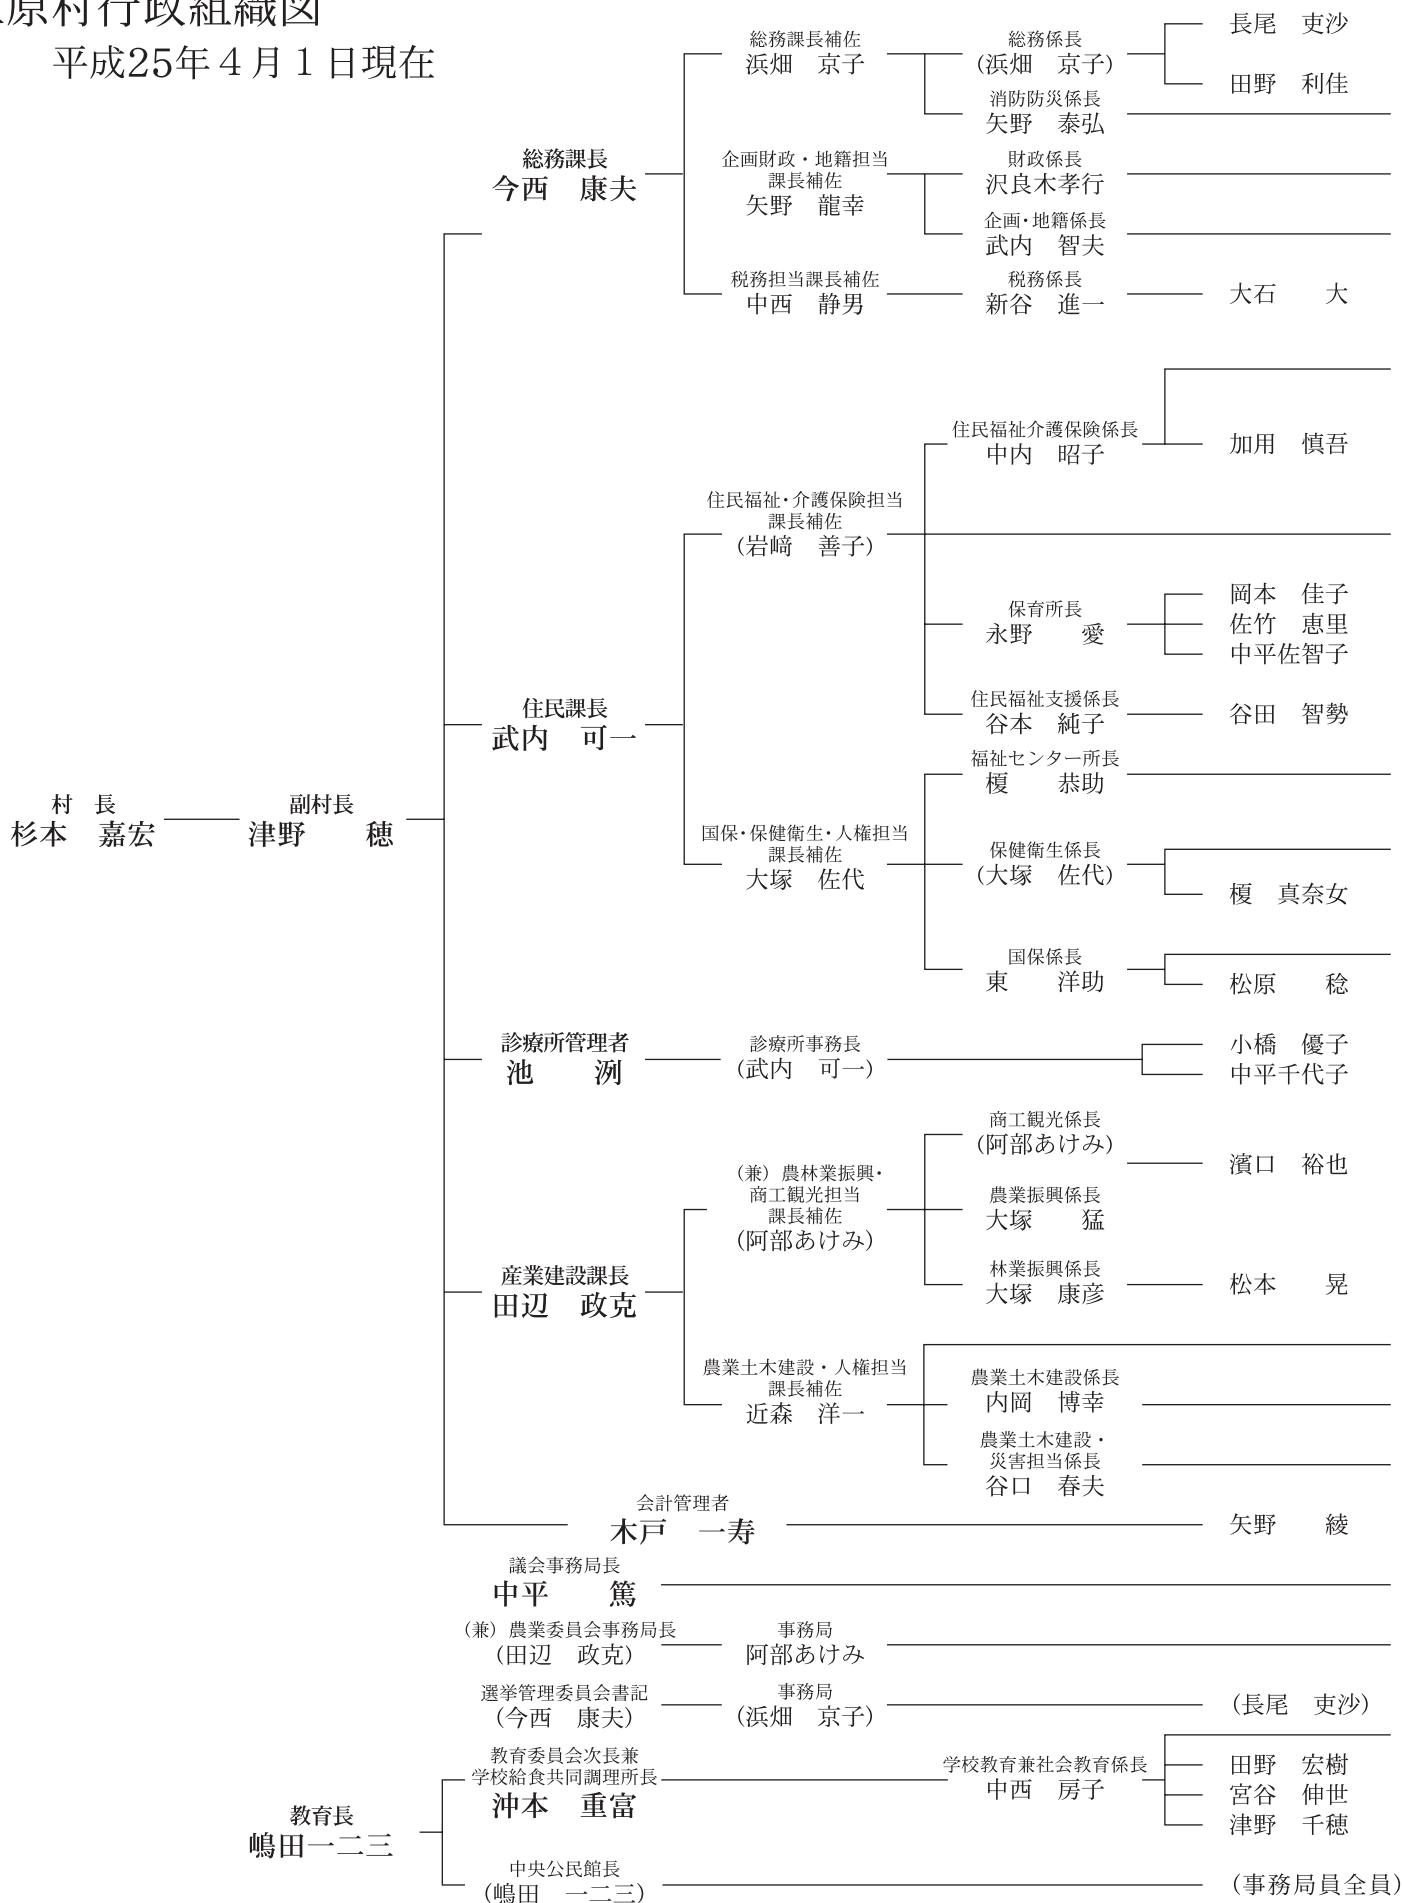 原村行政組織図
平成25年４月１日現在
総務課長
今西　康夫
総務課長補佐
浜畑　京子
総務係長
(浜畑　京子)
長尾　吏沙
田野　利佳
消防防災係長
矢野　泰弘
企画財政・地籍担当
課長補佐
矢野　龍幸
財政係長
沢良木孝行
企画・地籍係長
武内　智夫
税務担当課長補佐
中西　静男
税務係長
新谷　進一
大石　　大
住民課長
武内　可一
住民福祉・介護保険担当
課長補佐
(岩﨑　善子)
住民福祉介護保険係長
中内　昭子
加用　慎吾
保育所長
永野　　愛
岡本　佳子
佐竹　恵里
中平佐智子
住民福祉支援係長
谷本　純子
谷田　智勢
国保・保健衛生・人権担当
課長補佐
大塚　佐代
福祉センター所長
榎　　恭助
保健衛生係長
(大塚　佐代)
榎　真奈女
国保係長
東　　洋助
松原　　稔
村　長
杉本　嘉宏
副村長
津野　　穂
診療所管理者
池　　洌
診療所事務長
(武内　可一)
小橋　優子
中平千代子
産業建設課長
田辺　政克
（兼）農林業振興・
商工観光担当
課長補佐
(阿部あけみ)
商工観光係長
(阿部あけみ)
濱口　裕也
農業振興係長
大塚　　猛
林業振興係長
大塚　康彦
松本　　晃
農業土木建設・人権担当
課長補佐
近森　洋一
農業土木建設係長
内岡　博幸
農業土木建設・
災害担当係長
谷口　春夫
会計管理者
木戸　一寿
矢野　　綾
議会事務局長
中平　　篤
（兼）農業委員会事務局長
(田辺　政克)
事務局
阿部あけみ
選挙管理委員会書記
(今西　康夫)
事務局
(浜畑　京子)
(長尾　吏沙)
教育長
嶋田一二三
教育委員会次長兼
学校給食共同調理所長
沖本　重富
学校教育兼社会教育係長
中西　房子
田野　宏樹
宮谷　伸世
津野　千穂
中央公民館長
(嶋田　一二三)
(事務局員全員)